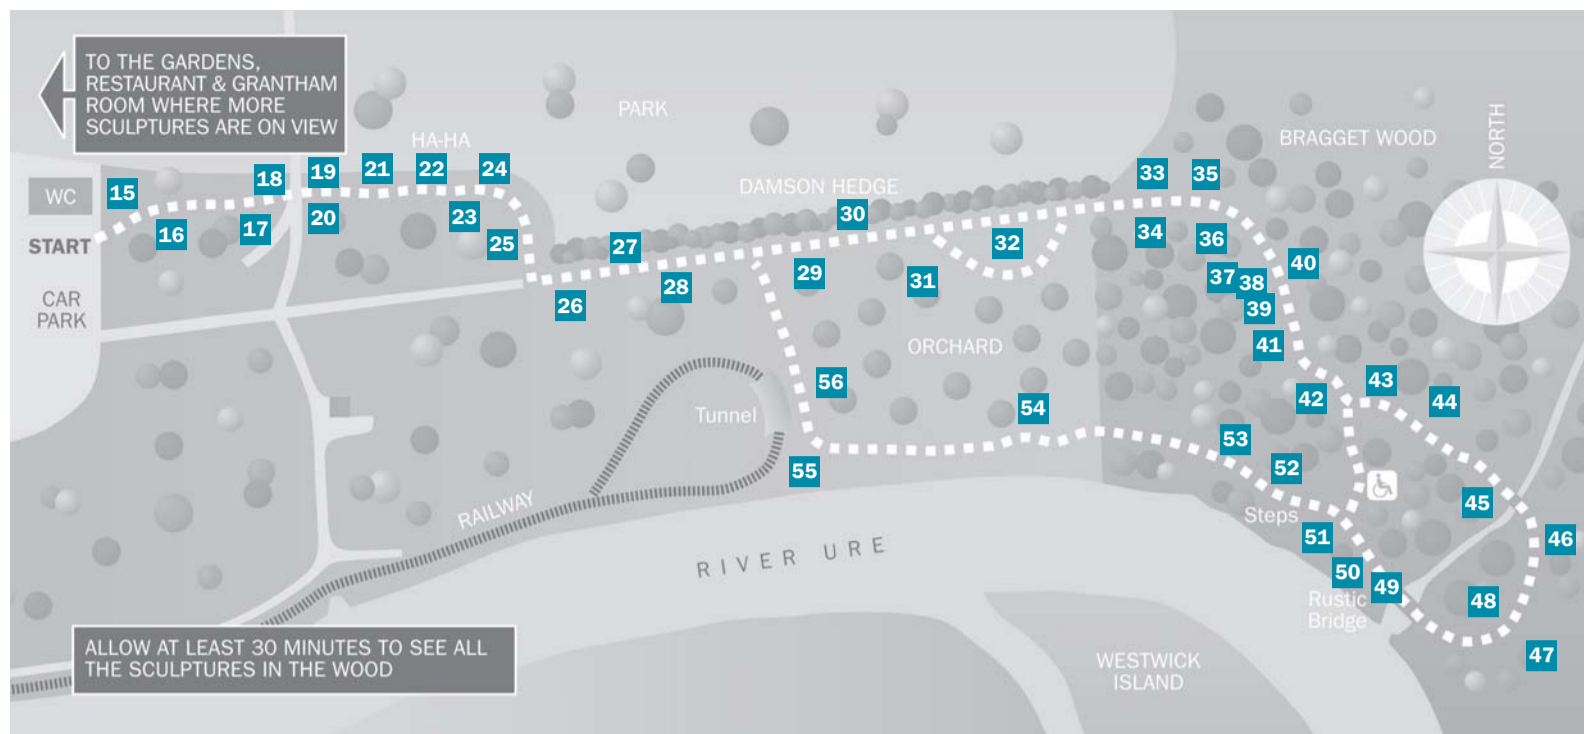 TO THE GARDENS,
RESTAURANT & GRANTHAM
ROOM WHERE MORE
SCULPTURES ARE ON VIEW
PARK
HA-HA
BRAGGET WOOD
NORTH
WC
START
CAR
PARK
DAMSON HEDGE
15
16
17
18
19
20
21
22
23
24
25
26
27
28
29
30
31
32
33
34
35
36
37
38
39
40
41
42
43
44
45
46
47
48
49
50
51
52
53
54
55
56
ORCHARD
Tunnel
RAILWAY
RIVER URE
Steps
Rustic
Bridge
WESTWICK
ISLAND
ALLOW AT LEAST 30 MINUTES TO SEE ALL
THE SCULPTURES IN THE WOOD